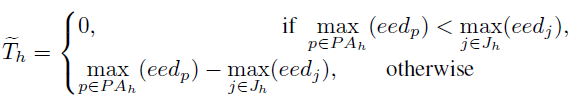 T̃_h = { 0, if max_{p∈PA_h} (eed_p) < max_{j∈J_h}(eed_j),
max_{p∈PA_h} (eed_p) − max_{j∈J_h}(eed_j), otherwise